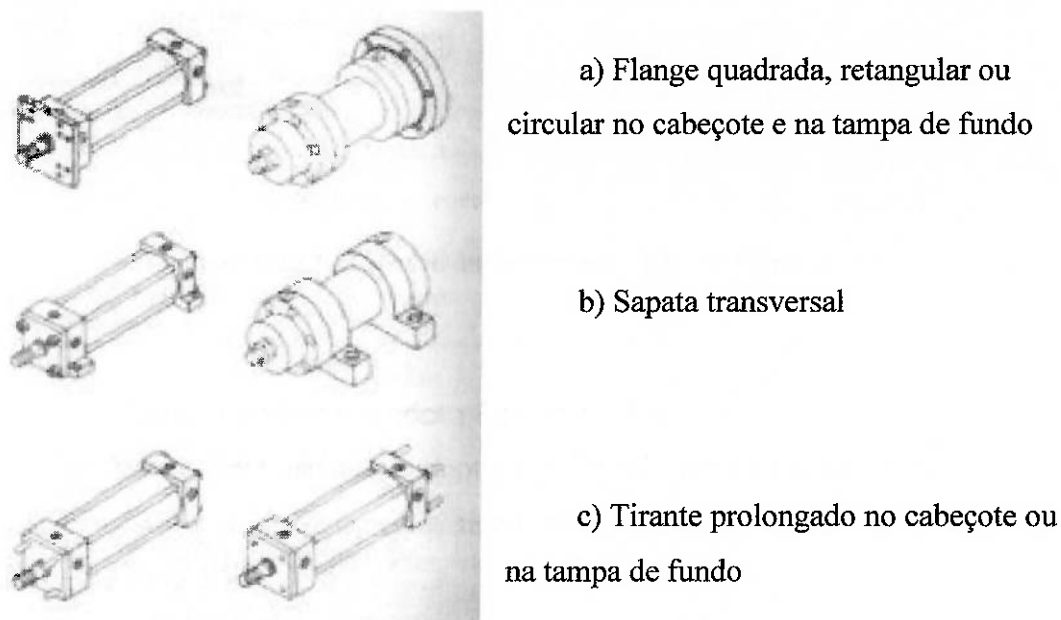 a) Flange quadrada, retangular ou
circular no cabeçote e na tampa de fundo
b) Sapata transversal
c) Tirante prolongado no cabeçote ou
na tampa de fundo